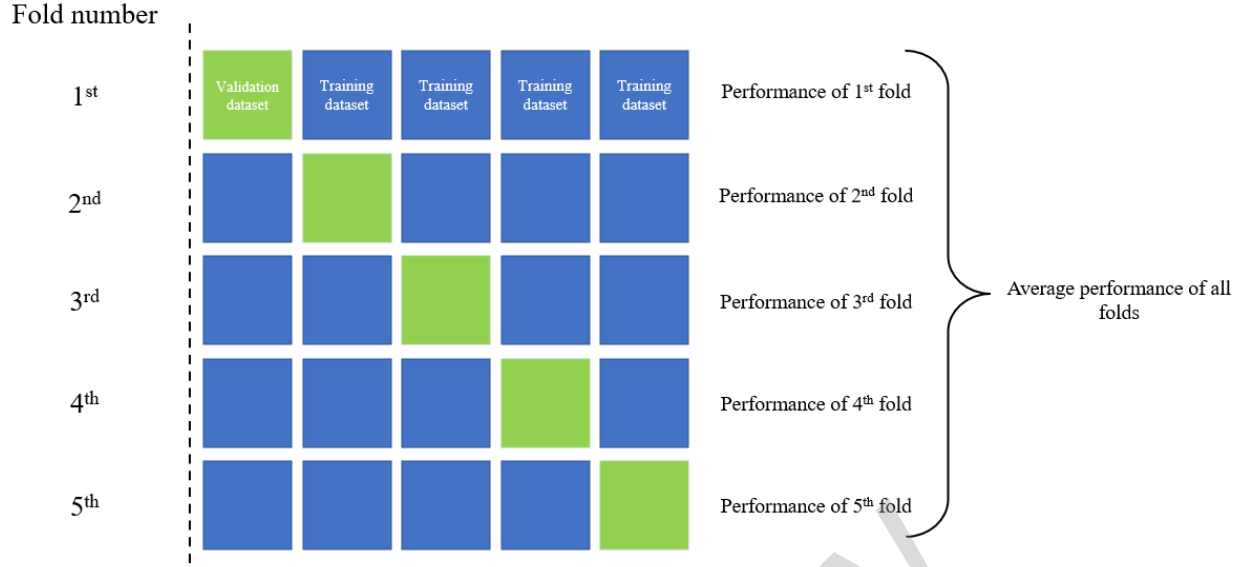 Fold number
1st
Validation
dataset
Training
dataset
Training
dataset
Training
dataset
Training
dataset
Performance of 1st fold
2nd
Performance of 2nd fold
3rd
Performance of 3rd fold
Average performance of all
folds
4th
Performance of 4th fold
5th
Performance of 5th fold